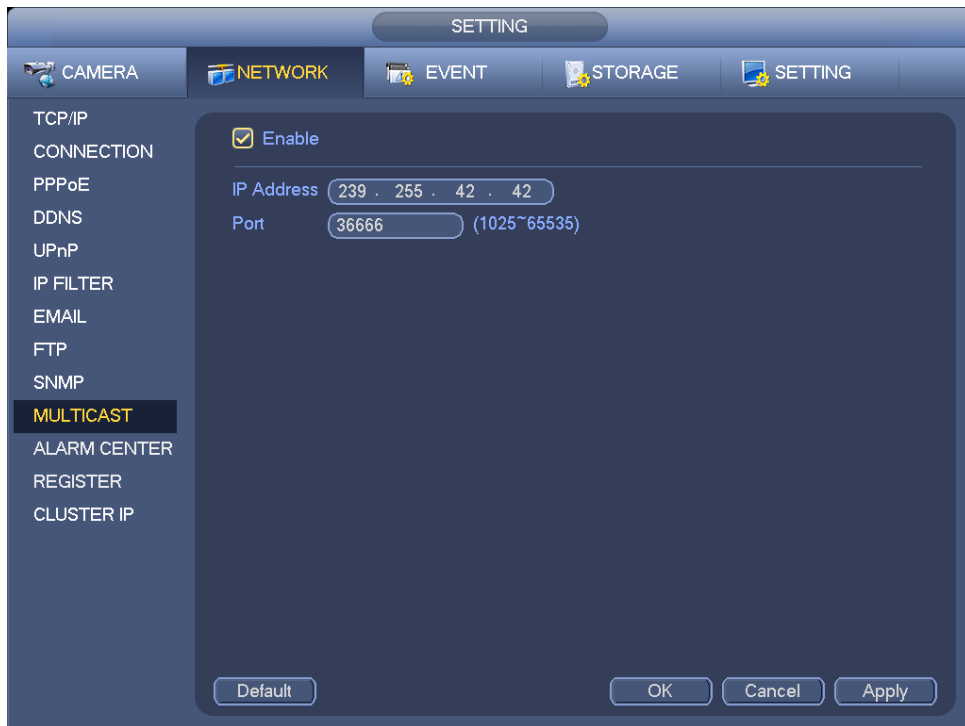 SETTING
CAMERA
NETWORK
EVENT
STORAGE
SETTING
TCP/IP
CONNECTION
PPPoE
DDNS
UPnP
IP FILTER
EMAIL
FTP
SNMP
MULTICAST
ALARM CENTER
REGISTER
CLUSTER IP
Enable
IP Address 239 . 255 . 42 . 42
Port 36666 (1025~65535)
Default OK Cancel Apply